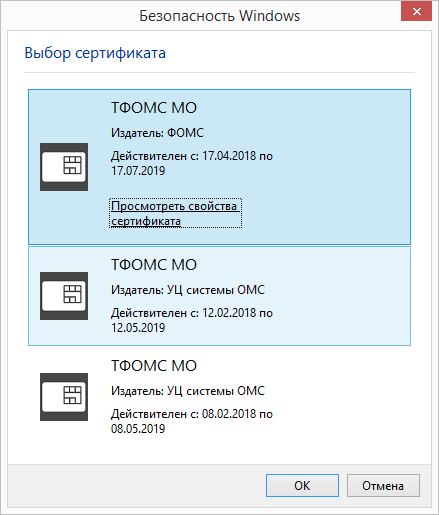 Безопасность Windows
Выбор сертификата
ТФОМС МО
Издатель: ФОМС
Действителен с: 17.04.2018 по
17.07.2019
Просмотреть свойства
сертификата
ТФОМС МО
Издатель: УЦ системы ОМС
Действителен с: 12.02.2018 по
12.05.2019
ТФОМС МО
Издатель: УЦ системы ОМС
Действителен с: 08.02.2018 по
08.05.2019
ОК
Отмена